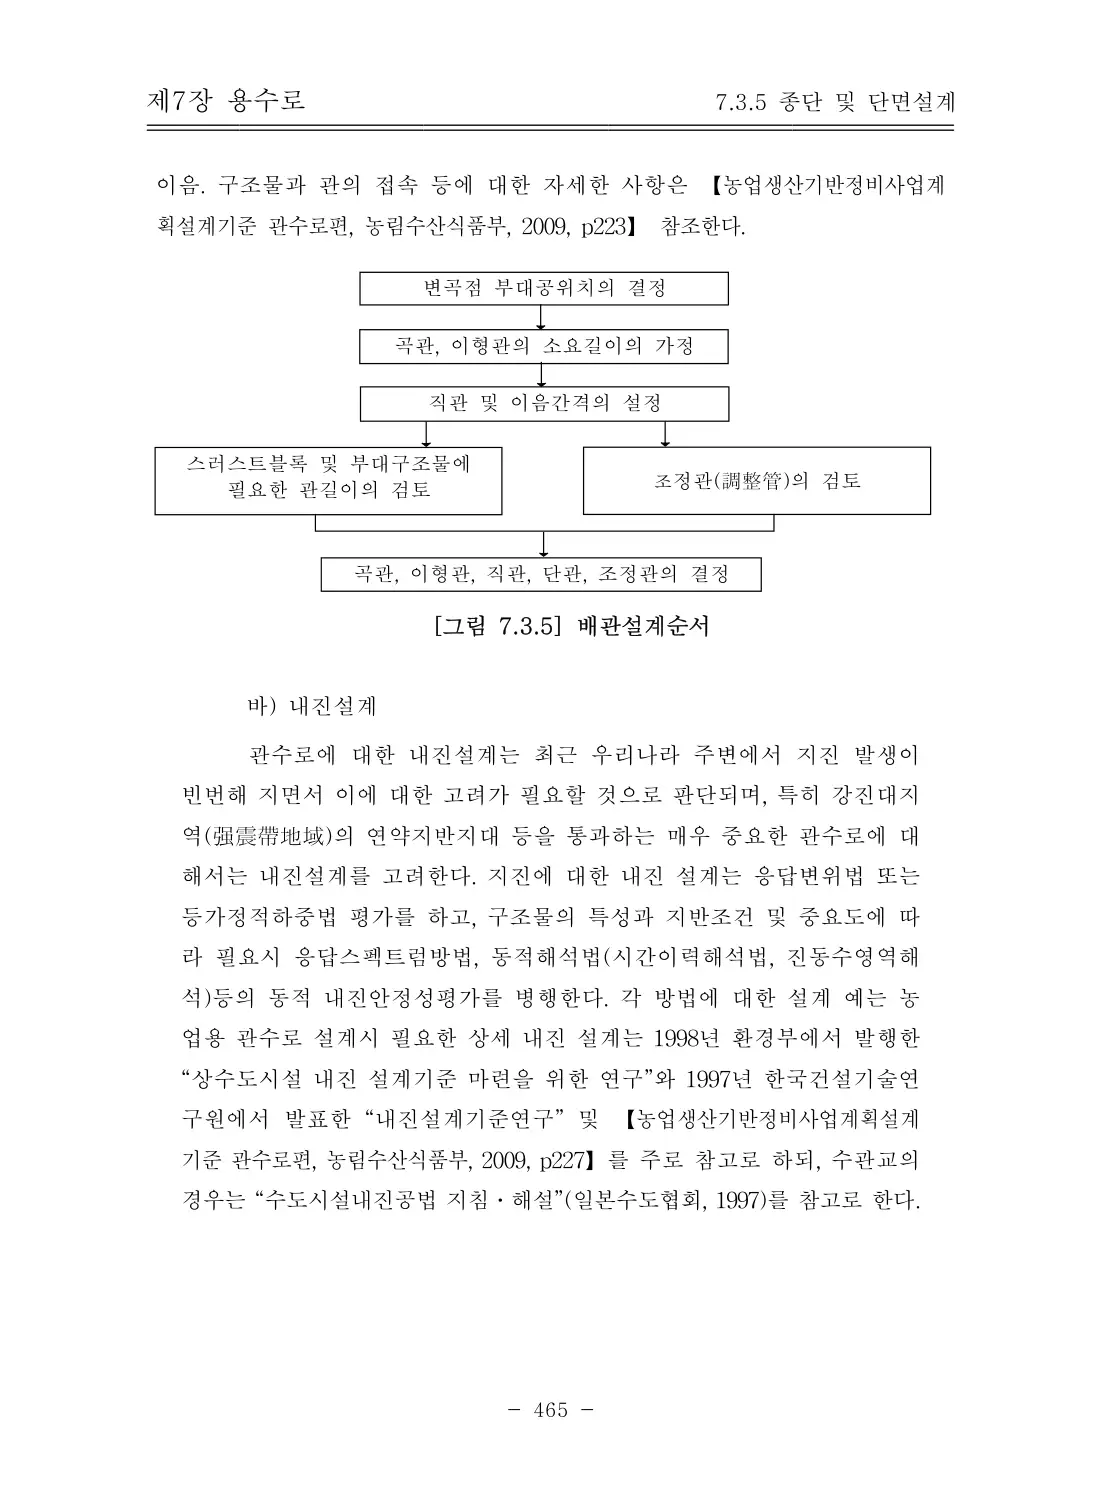 제7장 용수로
7.3.5 종단 및 단면설계
이음. 구조물과 관의 접속 등에 대한 자세한 사항은 【농업생산기반정비사업계
획설계기준 관수로편, 농림수산식품부, 2009, p223】 참조한다.
변곡점 부대공위치의 결정
곡관, 이형관의 소요길이의 가정
직관 및 이음간격의 설정
스러스트블록 및 부대구조물에
필요한 관길이의 검토
조정관(調整管)의 검토
곡관, 이형관, 직관, 단관, 조정관의 결정
[그림 7.3.5] 배관설계순서
바) 내진설계
관수로에 대한 내진설계는 최근 우리나라 주변에서 지진 발생이
빈번해 지면서 이에 대한 고려가 필요할 것으로 판단되며, 특히 강진대지
역(强震帶地域)의 연약지반지대 등을 통과하는 매우 중요한 관수로에 대
해서는 내진설계를 고려한다. 지진에 대한 내진 설계는 응답변위법 또는
등가정적하중법 평가를 하고, 구조물의 특성과 지반조건 및 중요도에 따
라 필요시 응답스펙트럼방법, 동적해석법(시간이력해석법, 진동수영역해
석)등의 동적 내진안정성평가를 병행한다. 각 방법에 대한 설계 예는 농
업용 관수로 설계시 필요한 상세 내진 설계는 1998년 환경부에서 발행한
“상수도시설 내진 설계기준 마련을 위한 연구”와 1997년 한국건설기술연
구원에서 발표한 “내진설계기준연구” 및 【농업생산기반정비사업계획설계
기준 관수로편, 농림수산식품부, 2009, p227】를 주로 참고로 하되, 수관교의
경우는 “수도시설내진공법 지침·해설”(일본수도협회, 1997)를 참고로 한다.
- 465 -